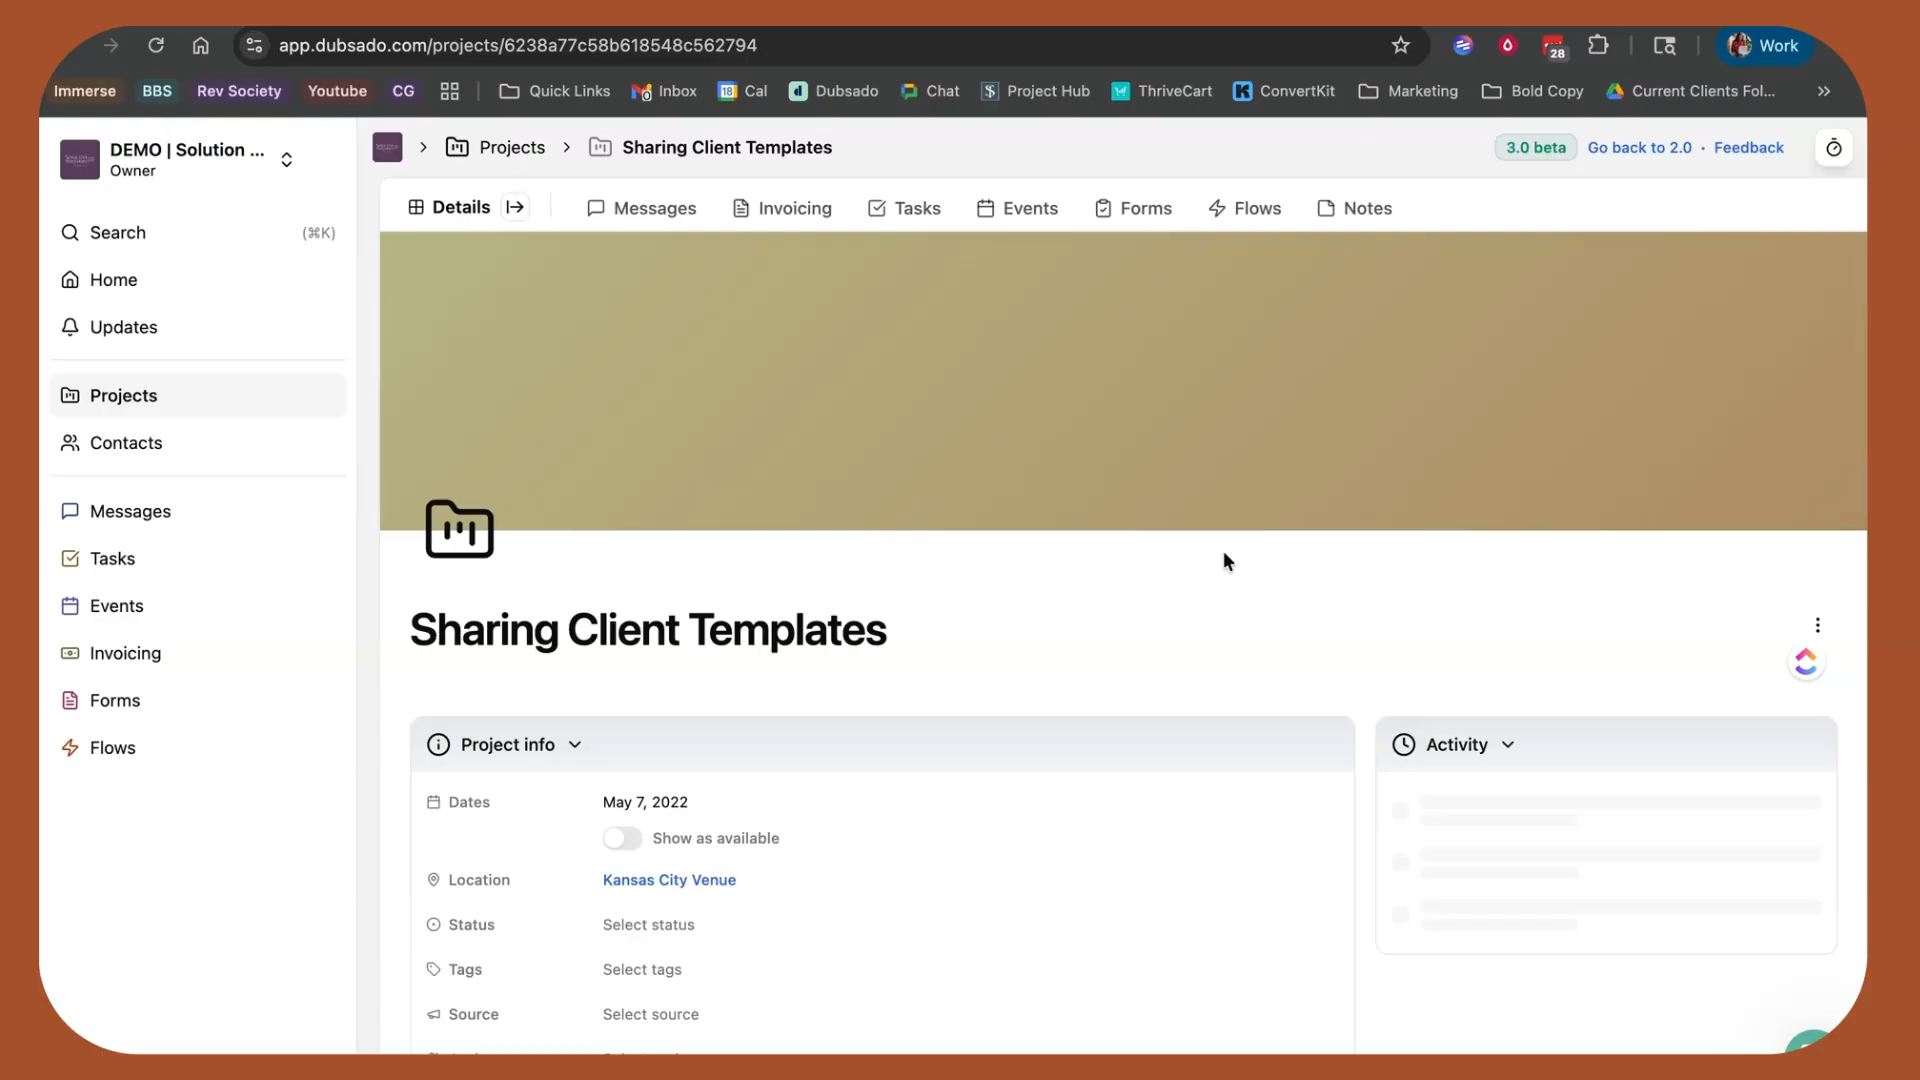 app.dubsado.com/projects/6238a77c58b618548c562794
28
Work
Immerse BBS Rev Society Youtube CG Quick Links 0 Inbox 18 Cal d Dubsado Chat $ Project Hub ThriveCart K ConvertKit Marketing Bold Copy Current Clients Fol... »
DEMO | Solution ...
Owner
Projects
Sharing Client Templates
3.0 beta Go back to 2.0 · Feedback
Details Messages Invoicing Tasks Events Forms Flows Notes
Search (⌘K)
Home
Updates
Projects
Contacts
Messages
Tasks
Events
Invoicing
Forms
Flows
Sharing Client Templates
Project info
Activity
Dates May 7, 2022
Show as available
Location Kansas City Venue
Status Select status
Tags Select tags
Source Select source